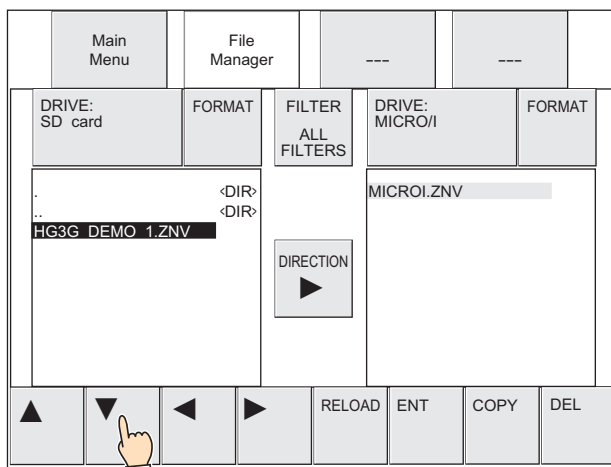 Main
Menu
File
Manager
---
---
DRIVE:
SD card
FORMAT
FILTER
ALL
FILTERS
DRIVE:
MICRO/I
FORMAT
. <DIR>
.. <DIR>
HG3G DEMO 1.ZNV
MICROI.ZNV
DIRECTION
▶
▲ ▼ ◀ ▶ RELOAD ENT COPY DEL